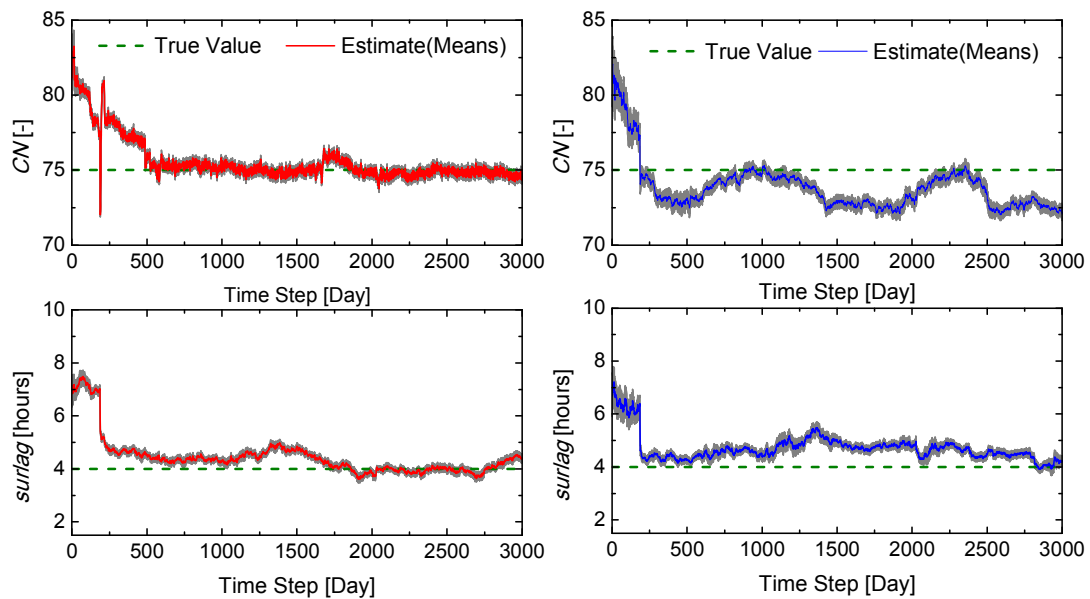 85
True Value
Estimate(Means)
80
CN [-]
75
70
0 500 1000 1500 2000 2500 3000
Time Step [Day]
85
True Value
Estimate(Means)
80
CN [-]
75
70
0 500 1000 1500 2000 2500 3000
Time Step [Day]
10
8
surlag [hours]
6
4
2
0 500 1000 1500 2000 2500 3000
Time Step [Day]
10
8
surlag [hours]
6
4
2
0 500 1000 1500 2000 2500 3000
Time Step [Day]